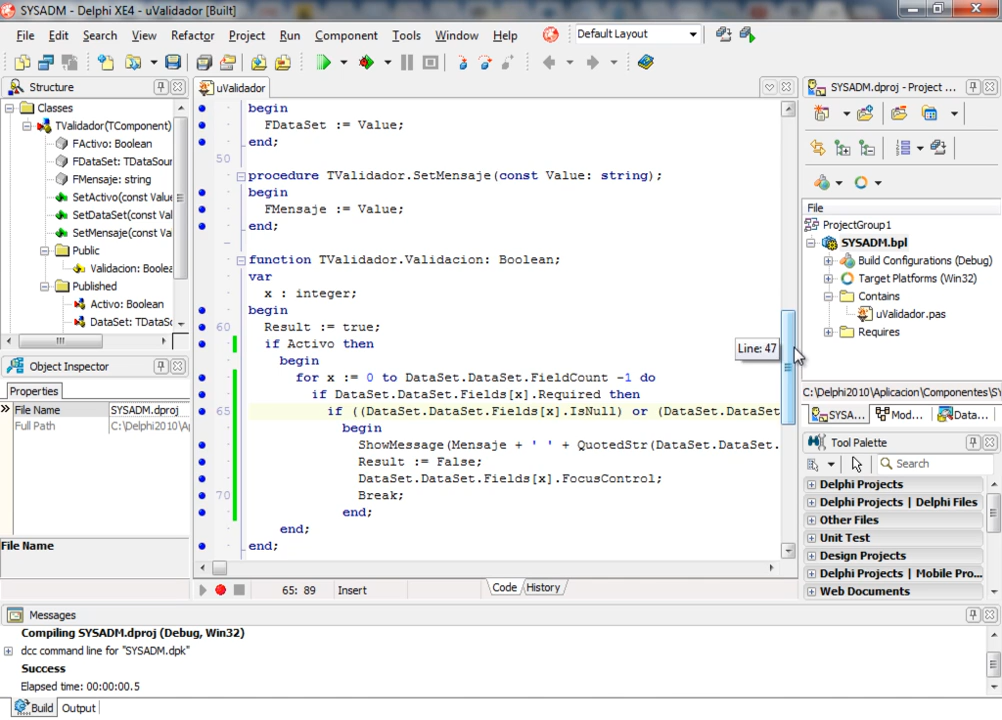 SYSADM - Delphi XE4 - uValidador [Built]
File Edit Search View Refactor Project Run Component Tools Window Help
Default Layout
Structure
uValidador
SYSADM.dproj - Project ...
Classes
TValidador(TComponent)
FActivo: Boolean
FDataSet: TDataSour
FMensaje: string
SetActivo(const Value
SetDataSet(const Val
SetMensaje(const Va
Public
Validacion: Boolea
Published
Activo: Boolean
DataSet: TDataSo
begin
FDataSet := Value;
end;
50
procedure TValidador.SetMensaje(const Value: string);
begin
FMensaje := Value;
end;
function TValidador.Validacion: Boolean;
var
x : integer;
begin
60 Result := true;
if Activo then
begin
for x := 0 to DataSet.DataSet.FieldCount -1 do
if DataSet.DataSet.Fields[x].Required then
65 if ((DataSet.DataSet.Fields[x].IsNull) or (DataSet.DataSet
begin
ShowMessage(Mensaje + ' ' + QuotedStr(DataSet.DataSet.
Result := False;
DataSet.DataSet.Fields[x].FocusControl;
70 Break;
end;
end;
end;
Line: 47
File
ProjectGroup1
SYSADM.bpl
Build Configurations (Debug)
Target Platforms (Win32)
Contains
uValidador.pas
Requires
C:\Delphi2010\Aplicacion\Componentes\S
SYSA... Mod... Data...
Object Inspector
Properties
File Name SYSADM.dproj
Full Path C:\Delphi2010\Aplic
File Name
Tool Palette
Search
Delphi Projects
Delphi Projects | Delphi Files
Other Files
Unit Test
Design Projects
Delphi Projects | Mobile Pro...
Web Documents
65: 89 Insert Code History
Messages
Compiling SYSADM.dproj (Debug, Win32)
dcc command line for "SYSADM.dpk"
Success
Elapsed time: 00:00:00.5
Build Output